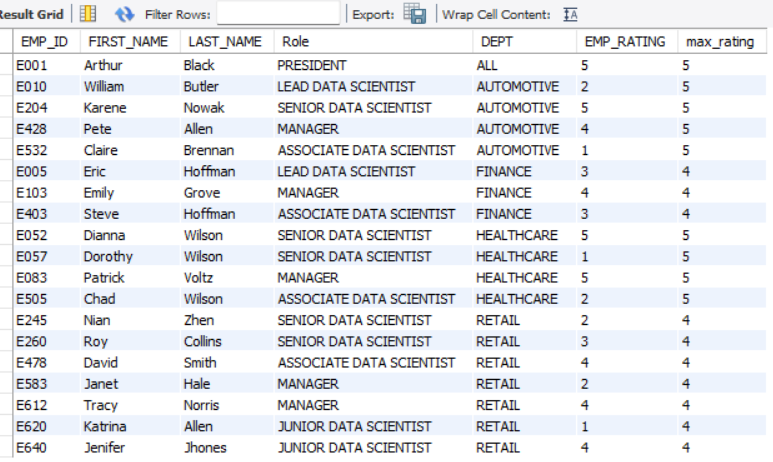 Result Grid Filter Rows: Export: Wrap Cell Content: IA
EMP_ID FIRST_NAME LAST_NAME Role DEPT EMP_RATING max_rating
E001 Arthur Black PRESIDENT ALL 5 5
E010 William Butler LEAD DATA SCIENTIST AUTOMOTIVE 2 5
E204 Karene Nowak SENIOR DATA SCIENTIST AUTOMOTIVE 5 5
E428 Pete Allen MANAGER AUTOMOTIVE 4 5
E532 Claire Brennan ASSOCIATE DATA SCIENTIST AUTOMOTIVE 1 5
E005 Eric Hoffman LEAD DATA SCIENTIST FINANCE 3 4
E103 Emily Grove MANAGER FINANCE 4 4
E403 Steve Hoffman ASSOCIATE DATA SCIENTIST FINANCE 3 4
E052 Dianna Wilson SENIOR DATA SCIENTIST HEALTHCARE 5 5
E057 Dorothy Wilson SENIOR DATA SCIENTIST HEALTHCARE 1 5
E083 Patrick Voltz MANAGER HEALTHCARE 5 5
E505 Chad Wilson ASSOCIATE DATA SCIENTIST HEALTHCARE 2 5
E245 Nian Zhen SENIOR DATA SCIENTIST RETAIL 2 4
E260 Roy Collins SENIOR DATA SCIENTIST RETAIL 3 4
E478 David Smith ASSOCIATE DATA SCIENTIST RETAIL 4 4
E583 Janet Hale MANAGER RETAIL 2 4
E612 Tracy Norris MANAGER RETAIL 4 4
E620 Katrina Allen JUNIOR DATA SCIENTIST RETAIL 1 4
E640 Jenifer Jhones JUNIOR DATA SCIENTIST RETAIL 4 4